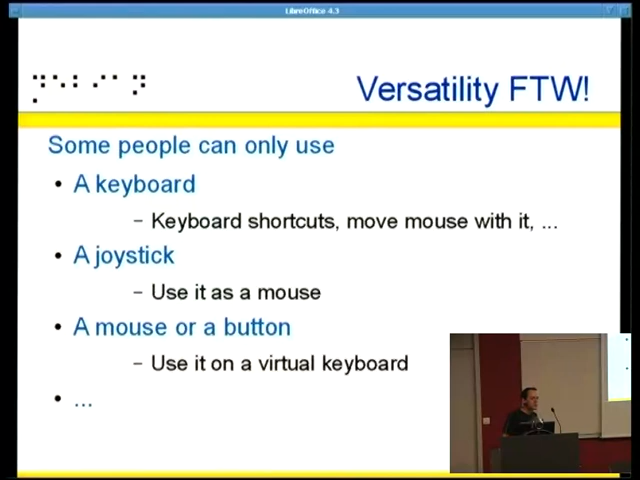 LibreOffice 4.3
⡙⠑⠃⠊⠁⠝
Versatility FTW!
Some people can only use
• A keyboard
– Keyboard shortcuts, move mouse with it, ...
• A joystick
– Use it as a mouse
• A mouse or a button
– Use it on a virtual keyboard
• ...